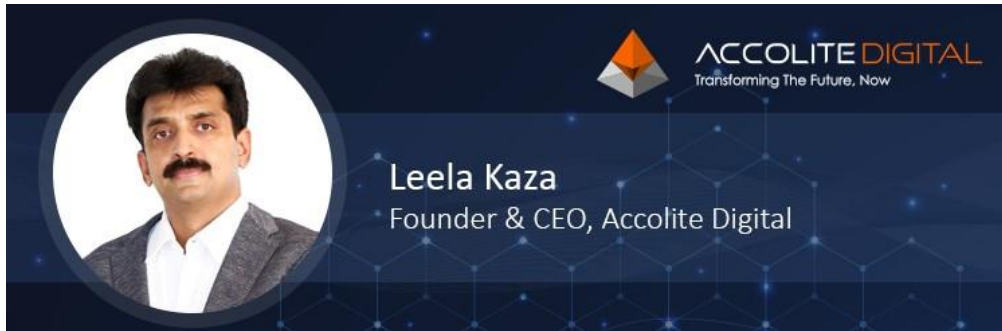 ACCOLITE DIGITAL
Transforming The Future, Now
Leela Kaza
Founder & CEO, Accolite Digital